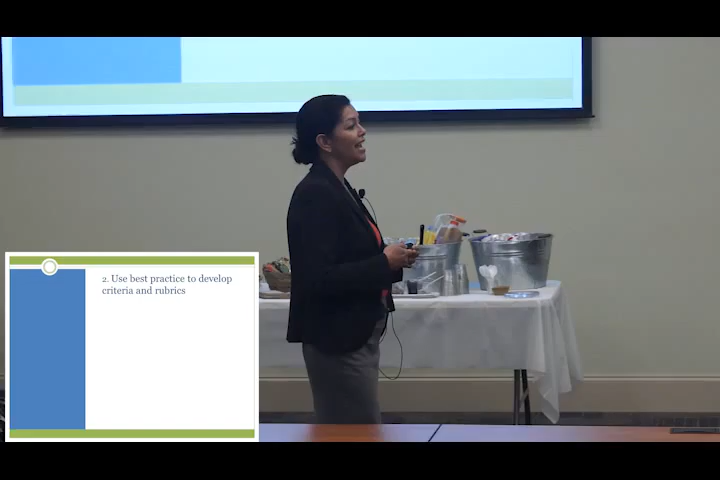 2. Use best practice to develop
criteria and rubrics